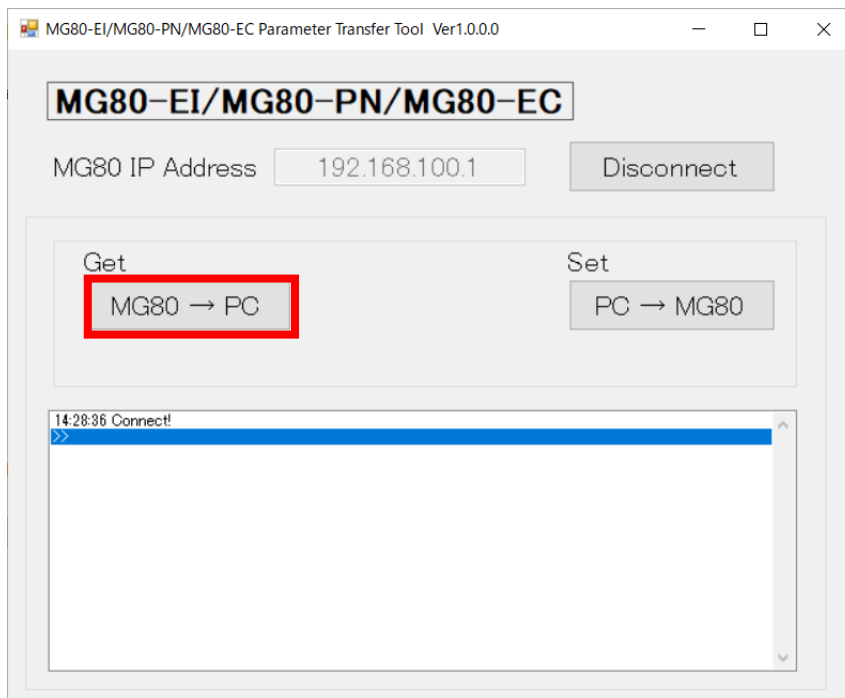 MG80-EI/MG80-PN/MG80-EC Parameter Transfer Tool Ver1.0.0.0
MG80-EI/MG80-PN/MG80-EC
MG80 IP Address 192.168.100.1 Disconnect
Get Set
MG80 → PC PC → MG80
14:28:36 Connect!
>>